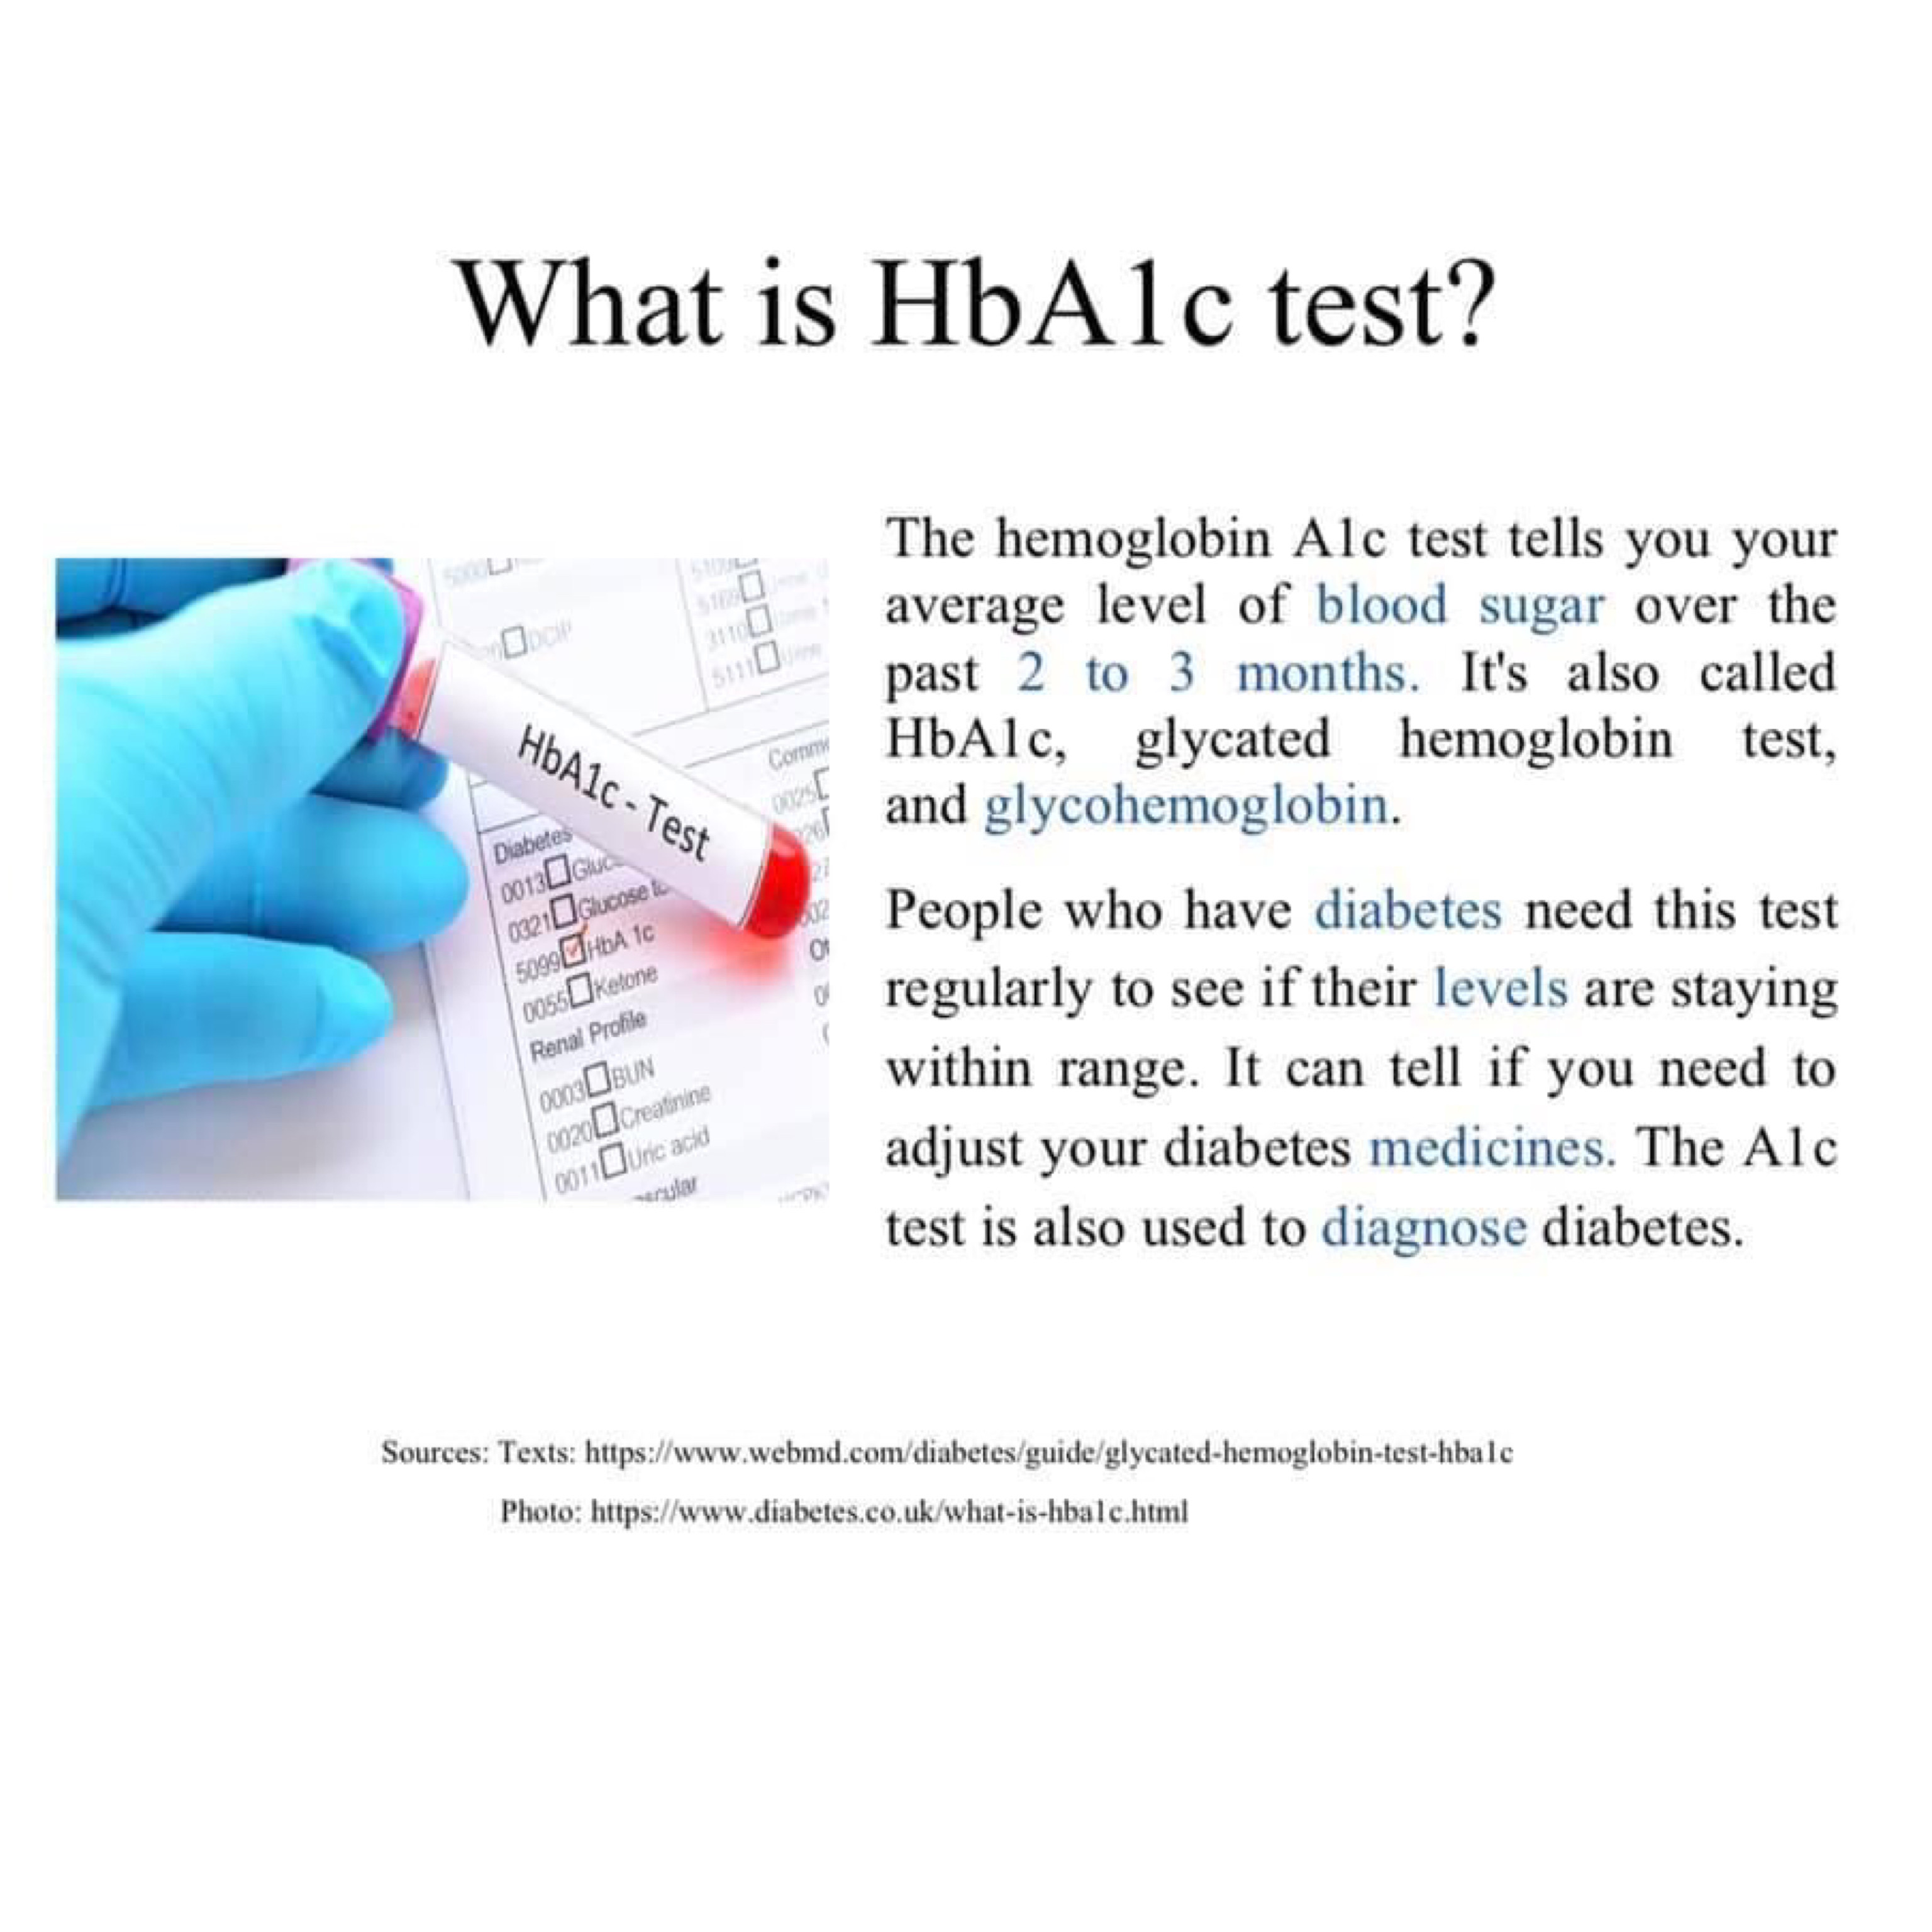 What is HbA1c test?
The hemoglobin A1c test tells you your
average level of blood sugar over the
past 2 to 3 months. It's also called
HbA1c, glycated hemoglobin test,
and glycohemoglobin.
People who have diabetes need this test
regularly to see if their levels are staying
within range. It can tell if you need to
adjust your diabetes medicines. The A1c
test is also used to diagnose diabetes.
HbA1c - Test
DCIP
5169
3110
5111
Diabetes
0013
0321 Glucose
5099 HbA 1c
0055 Ketone
Renal Profile
0003 BUN
0020 Creatinine
0011 Uric acid
0025
Sources: Texts: https://www.webmd.com/diabetes/guide/glycated-hemoglobin-test-hba1c
Photo: https://www.diabetes.co.uk/what-is-hba1c.html